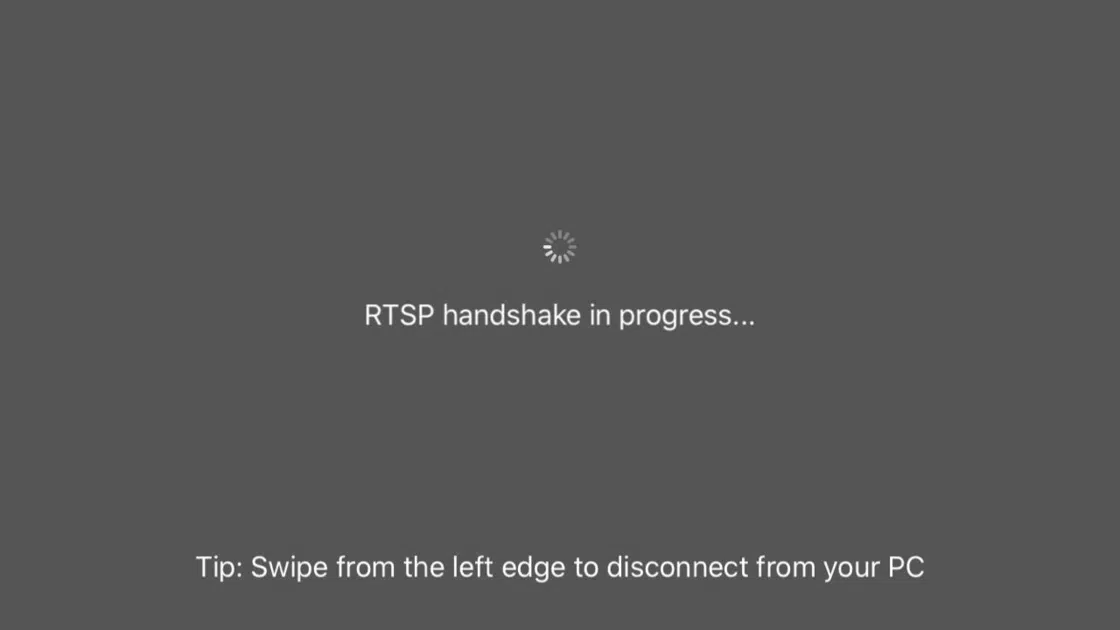 RTSP handshake in progress...
Tip: Swipe from the left edge to disconnect from your PC